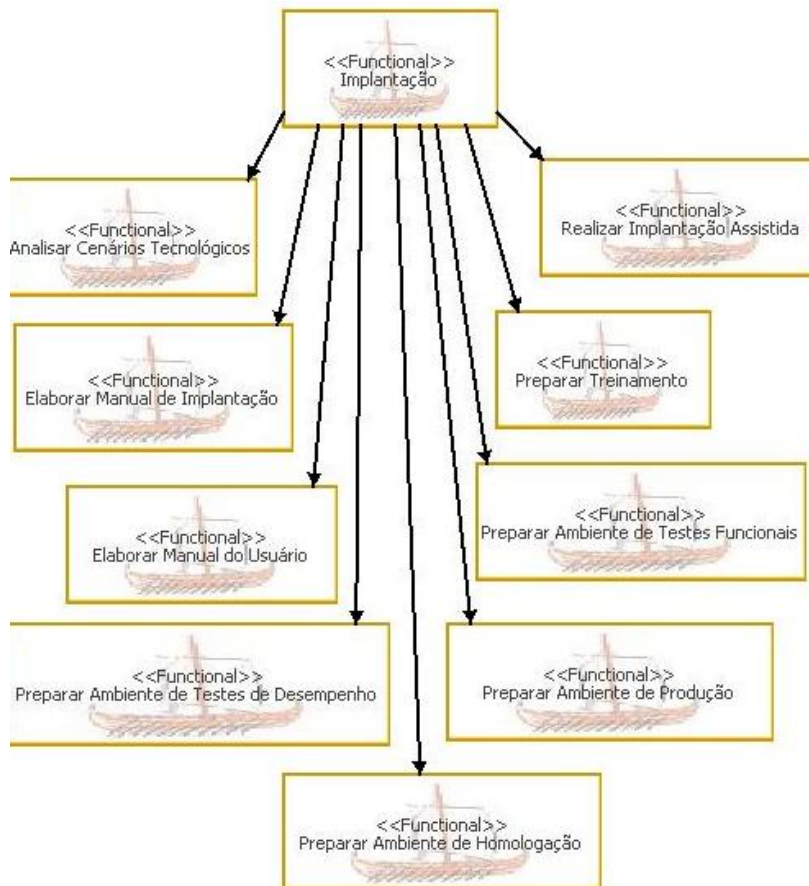 <<Functional>>
Implantação
<<Functional>>
Analisar Cenários Tecnológicos
<<Functional>>
Realizar Implantação Assistida
<<Functional>>
Elaborar Manual de Implantação
<<Functional>>
Preparar Treinamento
<<Functional>>
Elaborar Manual do Usuário
<<Functional>>
Preparar Ambiente de Testes Funcionais
<<Functional>>
Preparar Ambiente de Testes de Desempenho
<<Functional>>
Preparar Ambiente de Produção
<<Functional>>
Preparar Ambiente de Homologação